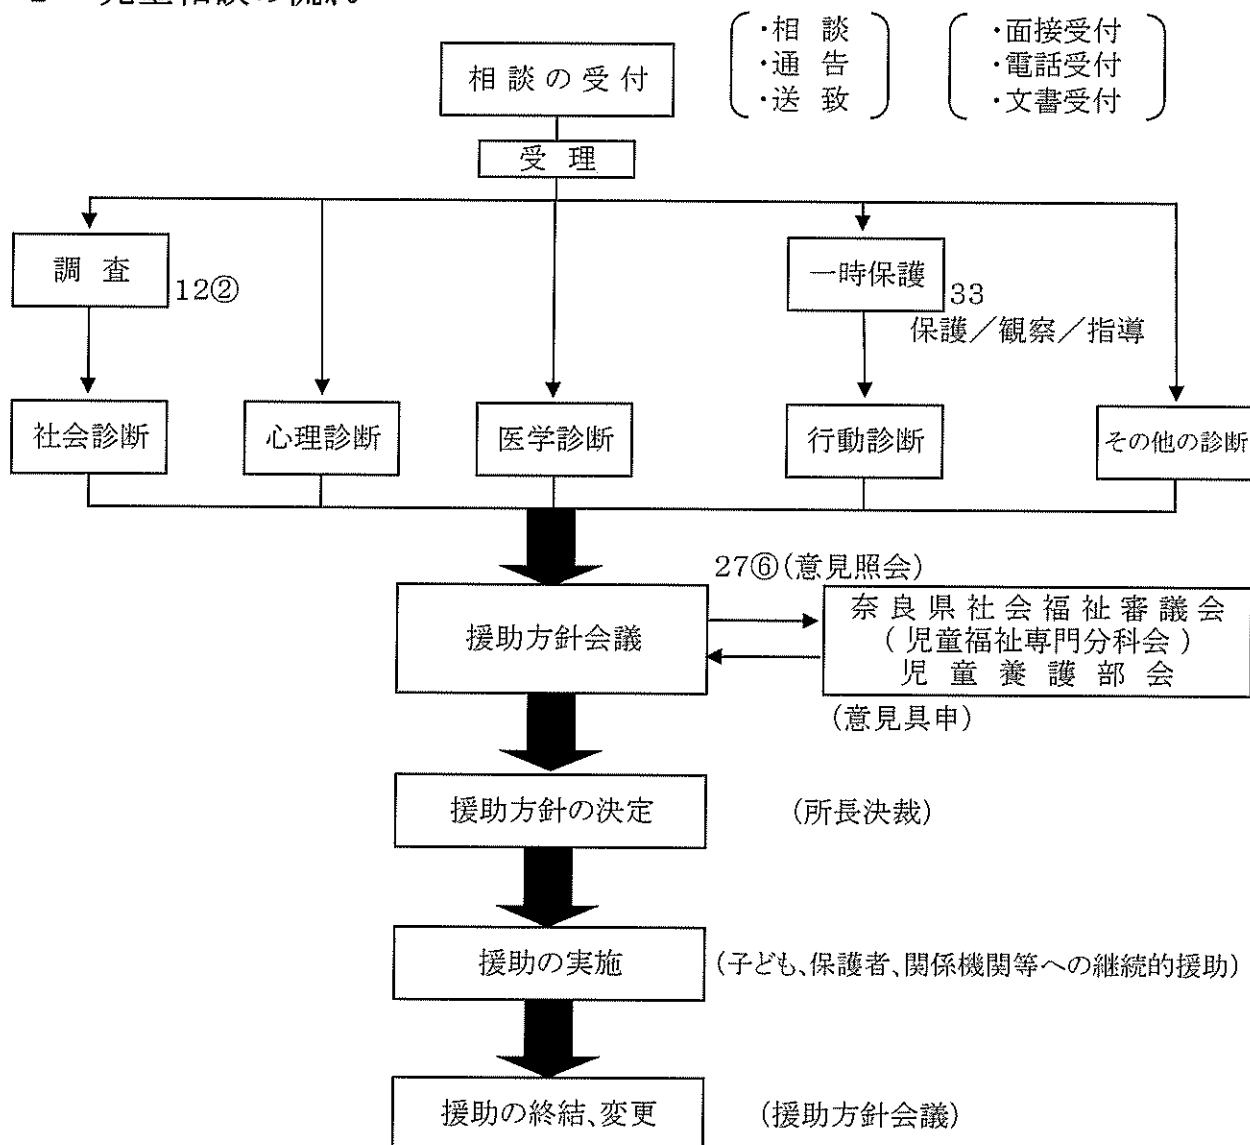 児童相談の流れ
相談の受付
・相談
・通告
・送致
・面接受付
・電話受付
・文書受付
受理
調査
12②
一時保護
33
保護／観察／指導
社会診断
心理診断
医学診断
行動診断
その他の診断
27⑥(意見照会)
援助方針会議
奈良県社会福祉審議会
(児童福祉専門分科会)
児童養護部会
(意見具申)
援助方針の決定
(所長決裁)
援助の実施
(子ども、保護者、関係機関等への継続的援助)
援助の終結、変更
(援助方針会議)